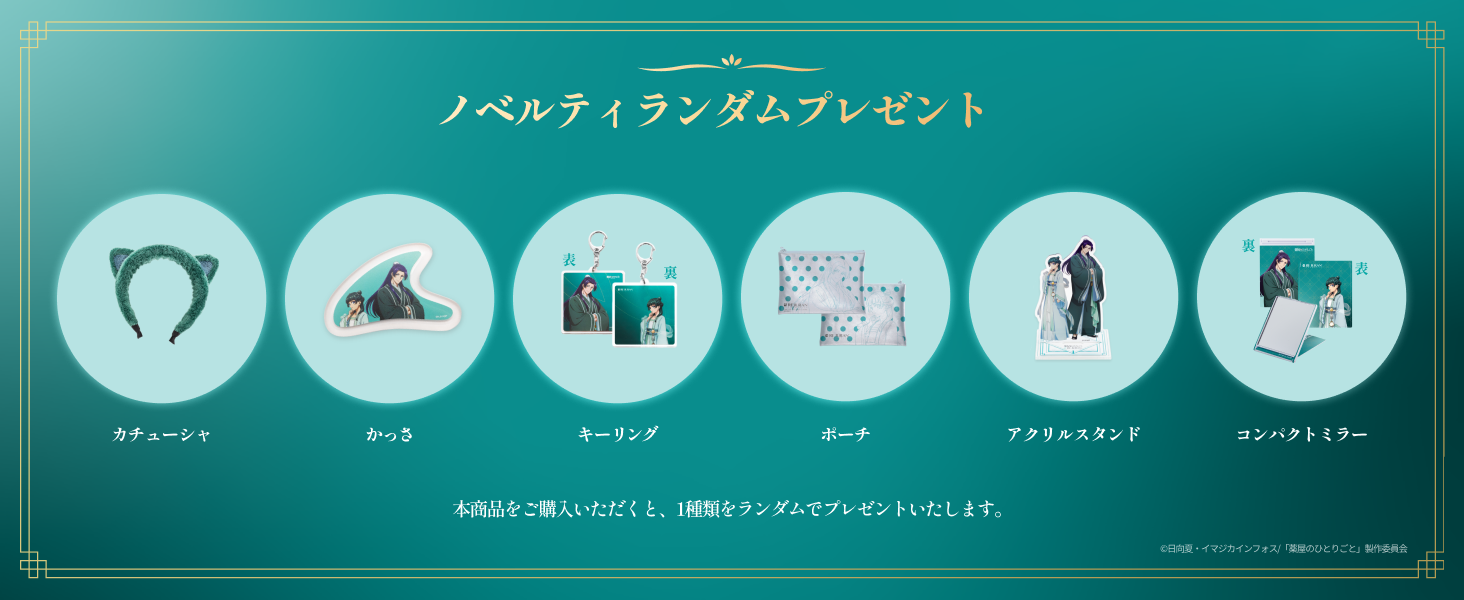 ノベルティランダムプレゼント
表
裏
裏
表
カチューシャ
かっさ
キーリング
ポーチ
アクリルスタンド
コンパクトミラー
本商品をご購入いただくと、1種類をランダムでプレゼントいたします。
©日向夏・イマジカインフォス/「薬屋のひとりごと」製作委員会